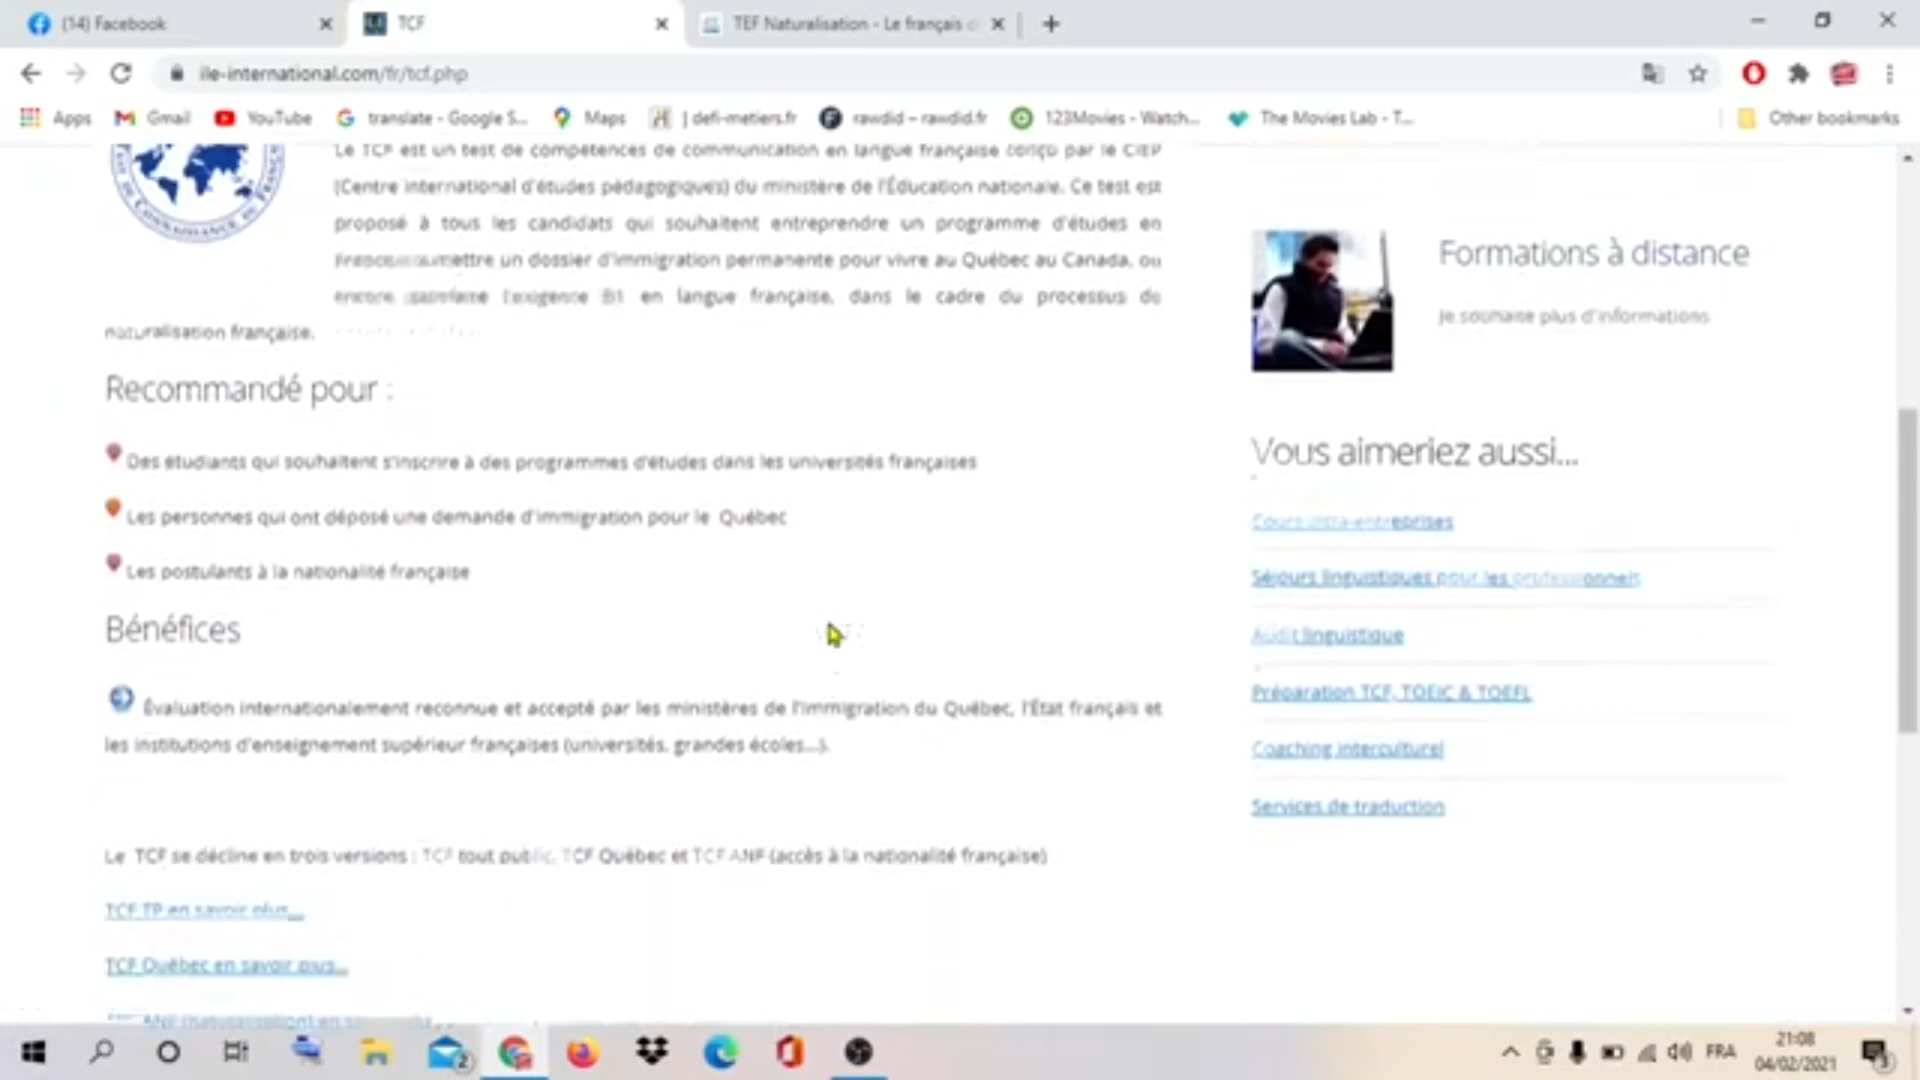 (14) Facebook
TCF
TEF Naturalisation - Le français d
ile-international.com/fr/tcf.php
Apps
Gmail
YouTube
translate - Google S...
Maps
| defi-metiers.fr
rawdid – rawdid.fr
123Movies - Watch...
The Movies Lab - T...
Other bookmarks
Le TCF est un test de compétences de communication en langue française conçu par le CIEP
(Centre international d'études pédagogiques) du ministère de l'Éducation nationale. Ce test est
proposé à tous les candidats qui souhaitent entreprendre un programme d'études en
un dossier d'immigration permanente pour vivre au Québec au Canada, ou
encore satisfaire l'exigence B1 en langue française, dans le cadre du processus de
naturalisation française.
DE CONNAISSANCE DU FRANÇAIS
Recommandé pour :
Des étudiants qui souhaitent s'inscrire à des programmes d'études dans les universités françaises
Les personnes qui ont déposé une demande d'immigration pour le Québec
Les postulants à la nationalité française
Bénéfices
Évaluation internationalement reconnue et accepté par les ministères de l'immigration du Québec, l'État français et
les institutions d'enseignement supérieur françaises (universités, grandes écoles...).
Le TCF se décline en trois versions : TCF tout public, TCF Québec et TCF ANF (accès à la nationalité française)
TCF TP en savoir plus...
TCF Québec en savoir plus...
ANF (naturalisation) en
Formations à distance
Je souhaite plus d'informations
Vous aimeriez aussi...
Cours intra-entreprises
Séjours linguistiques pour les professionnels
Audit linguistique
Préparation TCF, TOEIC & TOEFL
Coaching interculturel
Services de traduction
2
FRA
21:08
04/02/2021
3